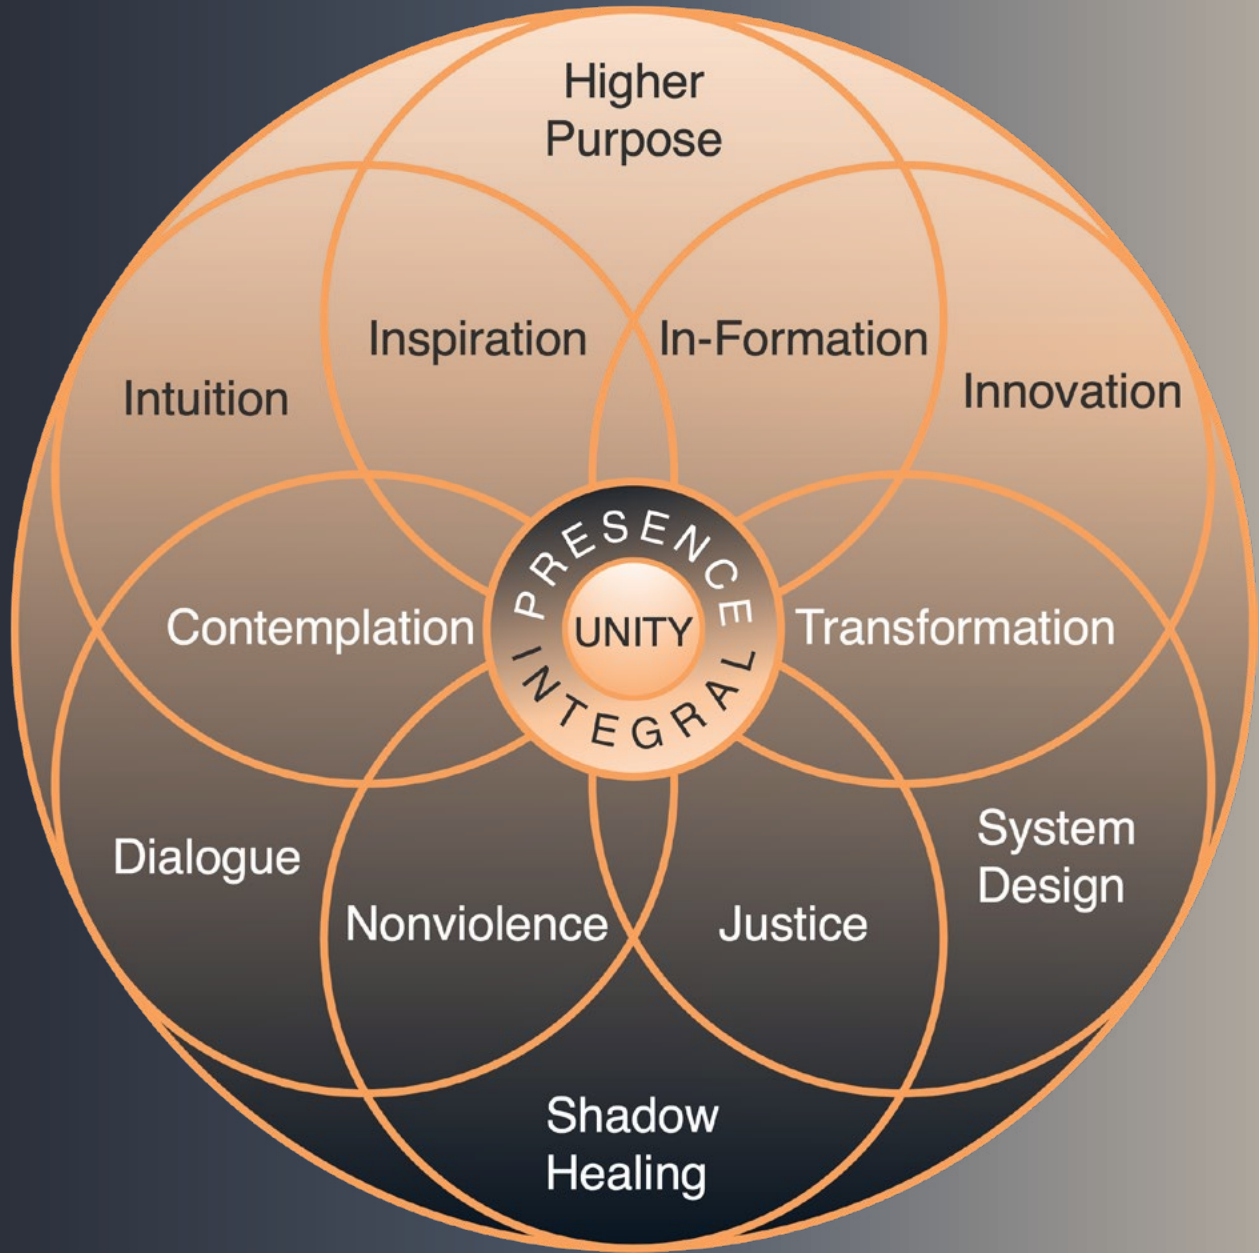 Higher
Purpose
Inspiration
In-Formation
Intuition
Innovation
PRESENCE
UNITY
INTEGRAL
Contemplation
Transformation
Dialogue
System
Design
Nonviolence
Justice
Shadow
Healing